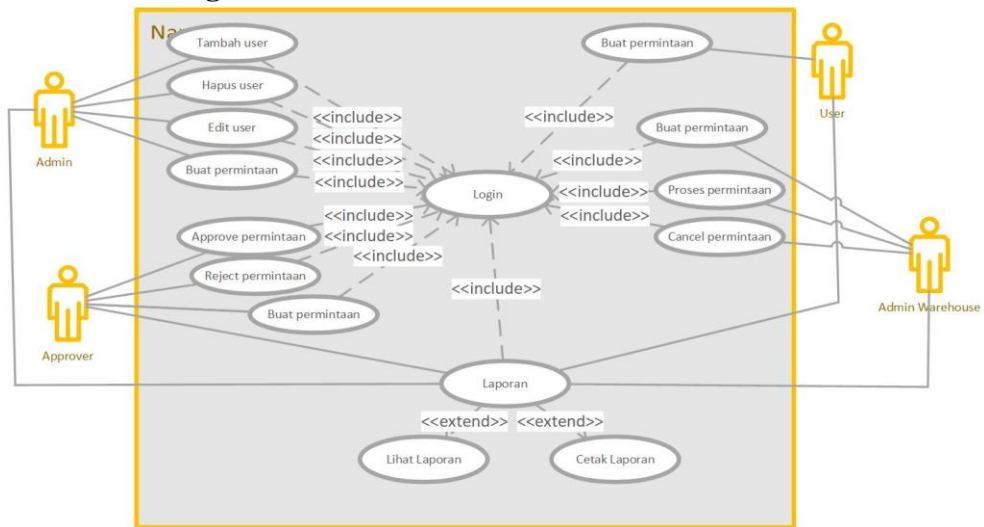 Tambah user
Buat permintaan
Hapus user
<<include>>
<<include>>
User
Edit user
<<include>>
Buat permintaan
Admin
<<include>>
<<include>>
Buat permintaan
<<include>>
Login
<<include>>
Proses permintaan
<<include>>
<<include>>
Approve permintaan
<<include>>
Cancel permintaan
<<include>>
Reject permintaan
<<include>>
Buat permintaan
Admin Warehouse
Approver
Laporan
<<extend>>
<<extend>>
Lihat Laporan
Cetak Laporan